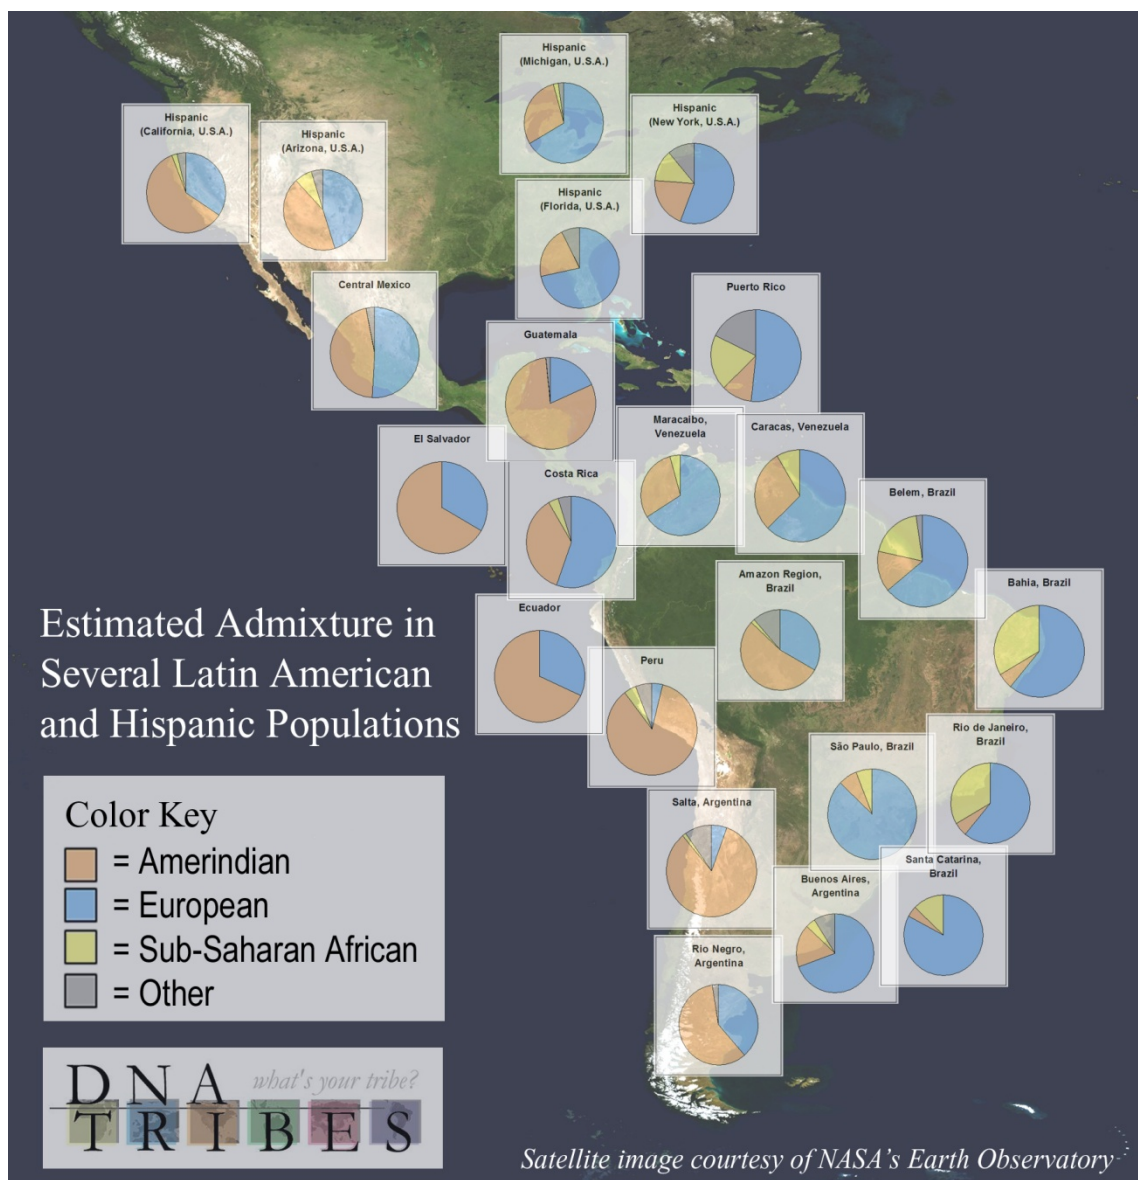 Hispanic
(Michigan, U.S.A.)
Hispanic
(New York, U.S.A.)
Hispanic
(California, U.S.A.)
Hispanic
(Arizona, U.S.A.)
Hispanic
(Florida, U.S.A.)
Central Mexico
Puerto Rico
Guatemala
Maracaibo,
Venezuela
Caracas, Venezuela
El Salvador
Costa Rica
Belem, Brazil
Amazon Region,
Brazil
Bahia, Brazil
Ecuador
Peru
Estimated Admixture in
Several Latin American
and Hispanic Populations
Rio de Janeiro,
Brazil
São Paulo, Brazil
Salta, Argentina
Santa Catarina,
Brazil
Buenos Aires,
Argentina
Rio Negro,
Argentina
Color Key
= Amerindian
= European
= Sub-Saharan African
= Other
DNA what's your tribe?
TRIBES
Satellite image courtesy of NASA's Earth Observatory